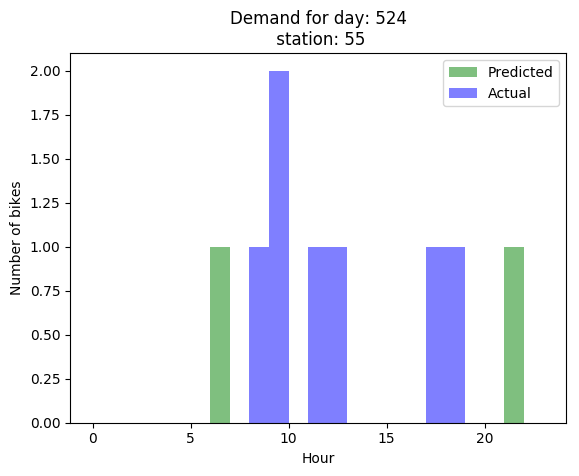 Demand for day: 524
station: 55
Predicted
Actual
2.00
1.75
1.50
1.25
1.00
0.75
0.50
0.25
0.00
Number of bikes
0 5 10 15 20
Hour